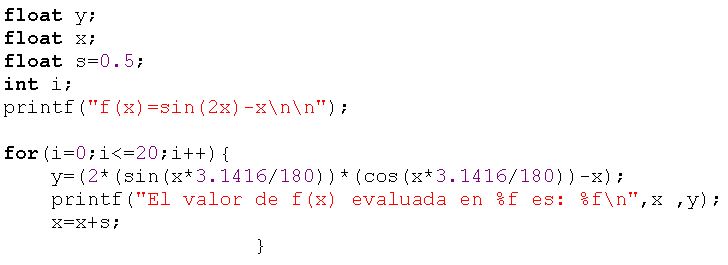 float y;
float x;
float s=0.5;
int i;
printf("f(x)=sin(2x)-x\n\n");
for(i=0;i<=20;i++){
y=(2*(sin(x*3.1416/180))*(cos(x*3.1416/180))-x);
printf("El valor de f(x) evaluada en %f es: %f\n",x ,y);
x=x+s;
}